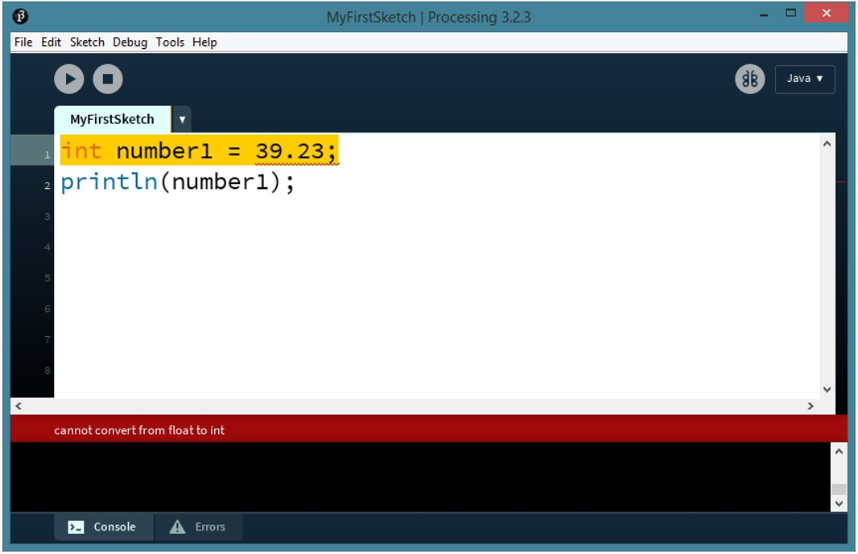 MyFirstSketch | Processing 3.2.3
File Edit Sketch Debug Tools Help
Java ▼
MyFirstSketch ▼
1 int number1 = 39.23;
2 println(number1);
3
4
5
6
7
8
cannot convert from float to int
Console Errors